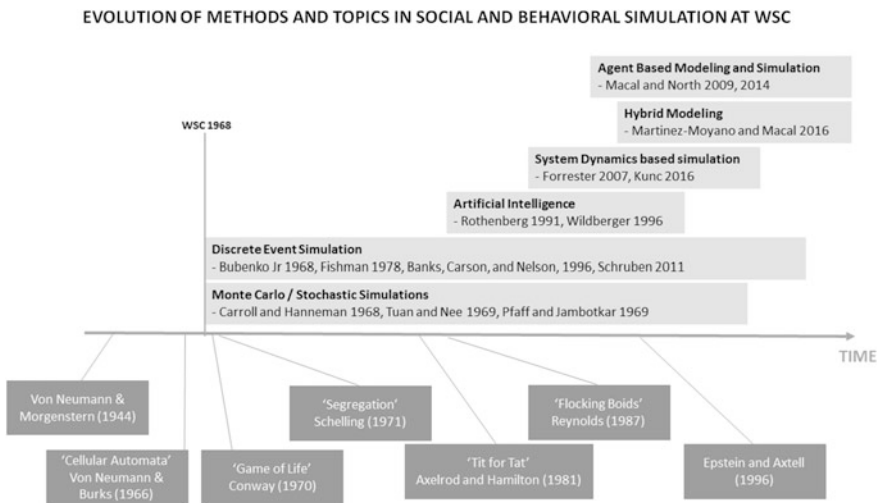 EVOLUTION OF METHODS AND TOPICS IN SOCIAL AND BEHAVIORAL SIMULATION AT WSC
Agent Based Modeling and Simulation
- Macal and North 2009, 2014
WSC 1968
Hybrid Modeling
- Martinez-Moyano and Macal 2016
System Dynamics based simulation
- Forrester 2007, Kunc 2016
Artificial Intelligence
- Rothenberg 1991, Wildberger 1996
Discrete Event Simulation
- Bubenko Jr 1968, Fishman 1978, Banks, Carson, and Nelson, 1996, Schruben 2011
Monte Carlo / Stochastic Simulations
- Carroll and Hanneman 1968, Tuan and Nee 1969, Pfaff and Jambotkar 1969
TIME
Von Neumann &
Morgenstern (1944)
'Cellular Automata'
Von Neumann &
Burks (1966)
'Game of Life'
Conway (1970)
'Segregation'
Schelling (1971)
'Tit for Tat'
Axelrod and Hamilton (1981)
'Flocking Boids'
Reynolds (1987)
Epstein and Axtell
(1996)